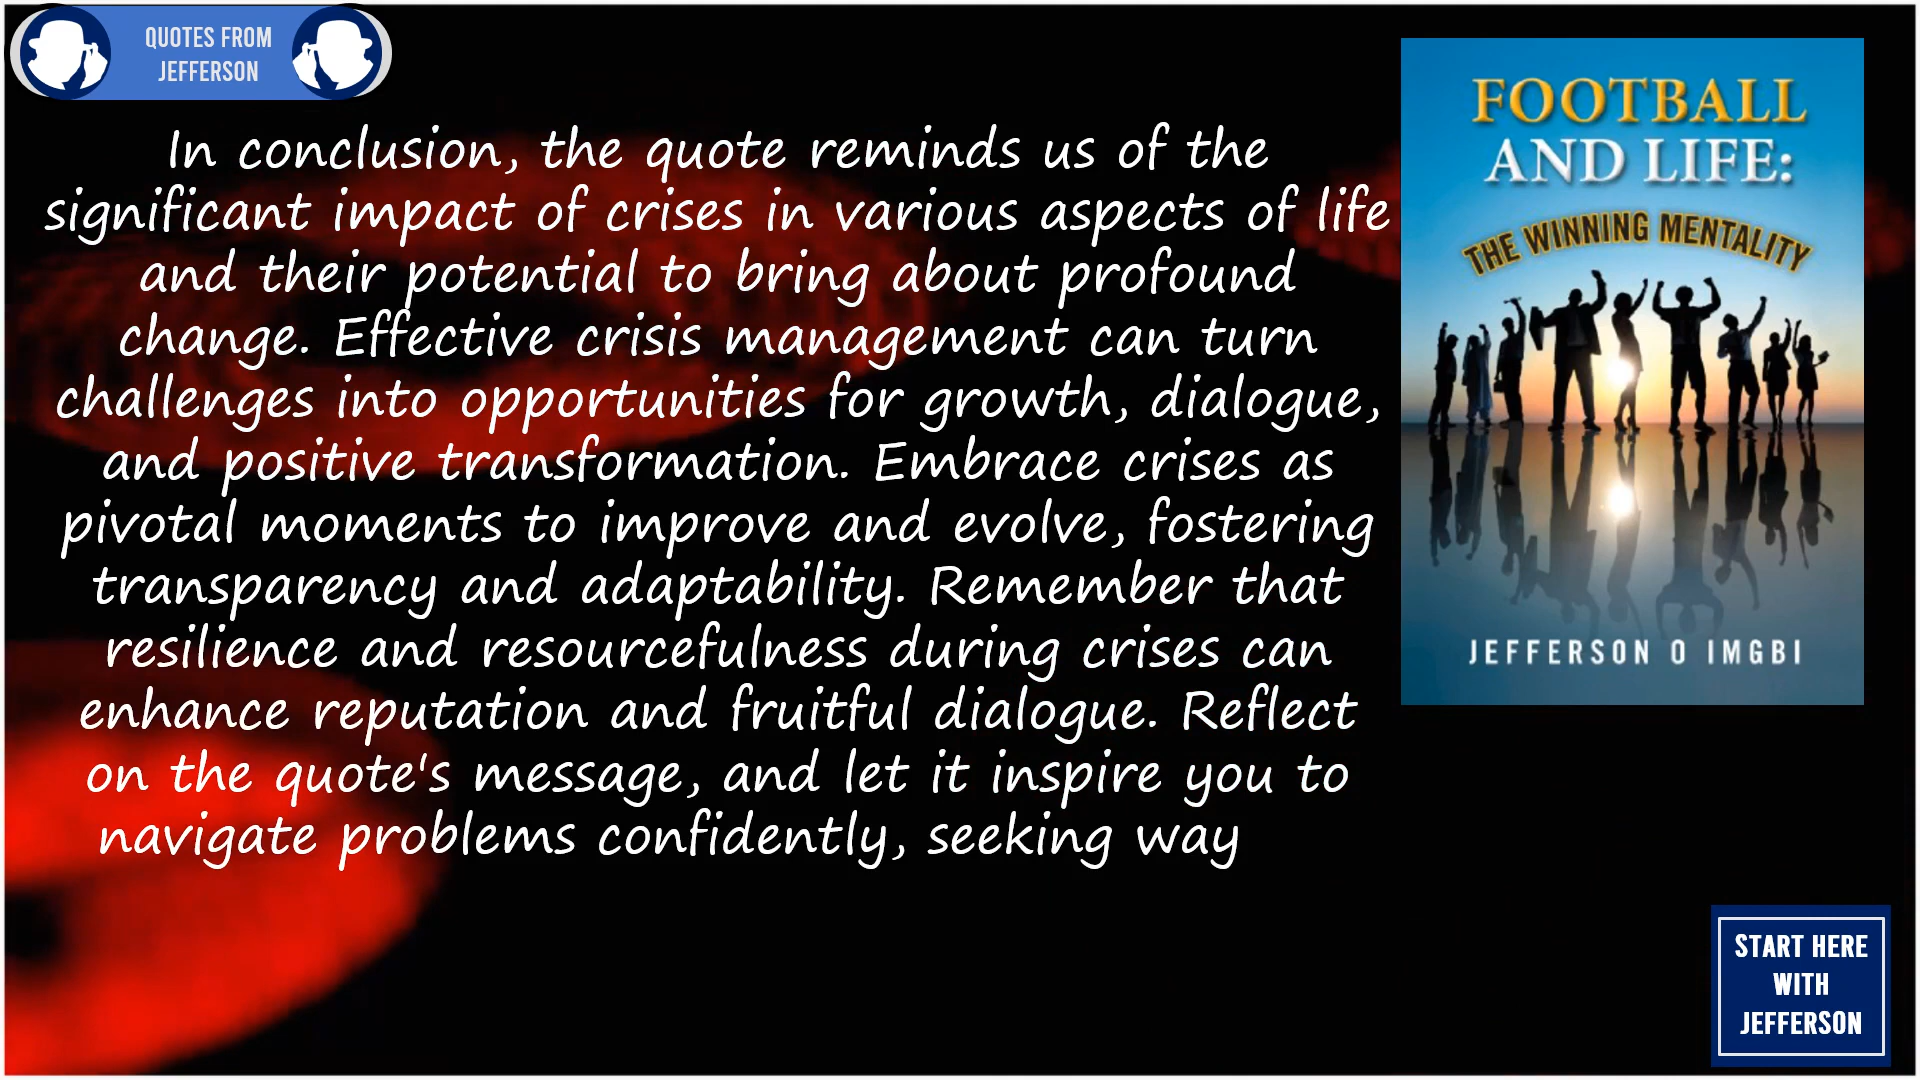 QUOTES FROM
JEFFERSON
In conclusion, the quote reminds us of the
significant impact of crises in various aspects of life
and their potential to bring about profound
change. Effective crisis management can turn
challenges into opportunities for growth, dialogue,
and positive transformation. Embrace crises as
pivotal moments to improve and evolve, fostering
transparency and adaptability. Remember that
resilience and resourcefulness during crises can
enhance reputation and fruitful dialogue. Reflect
on the quote's message, and let it inspire you to
navigate problems confidently, seeking way
FOOTBALL
AND LIFE:
THE WINNING MENTALITY
JEFFERSON O IMGBI
START HERE
WITH
JEFFERSON